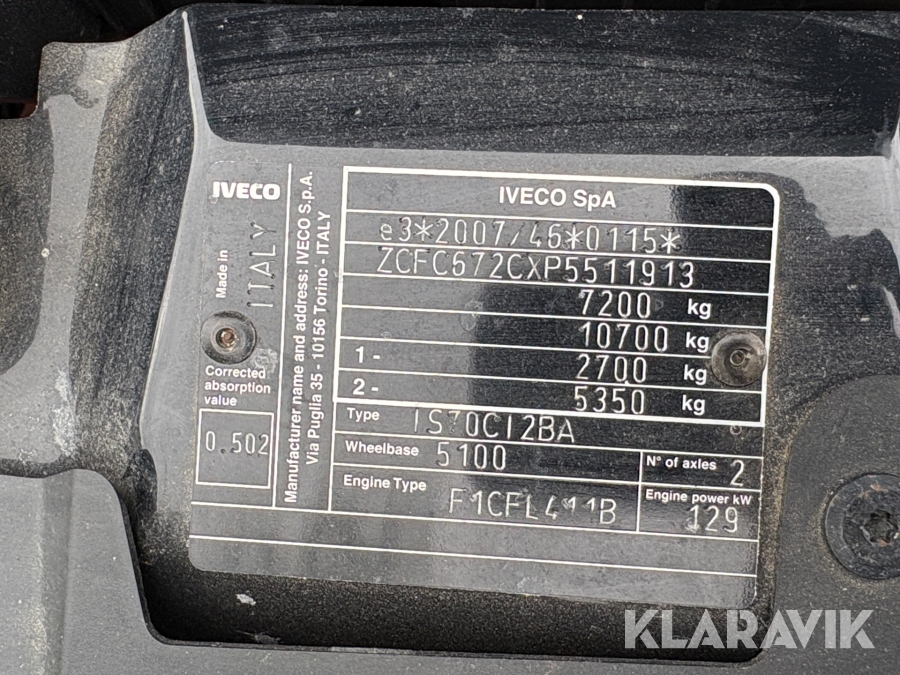 IVECO
Made in
ITALY
Corrected
absorption
value
0.502
Manufacturer name and address: IVECO S.p.A.
Via Puglia 35 - 10156 Torino - ITALY
IVECO SpA
e3*2007/46*0115*
ZCFC672CXP5511913
7200 kg
10700 kg
1 - 2700 kg
2 - 5350 kg
Type IS70CI2BA
Wheelbase 5100
N° of axles 2
Engine Type F1CFL411B
Engine power kW 129
KLARAVIK